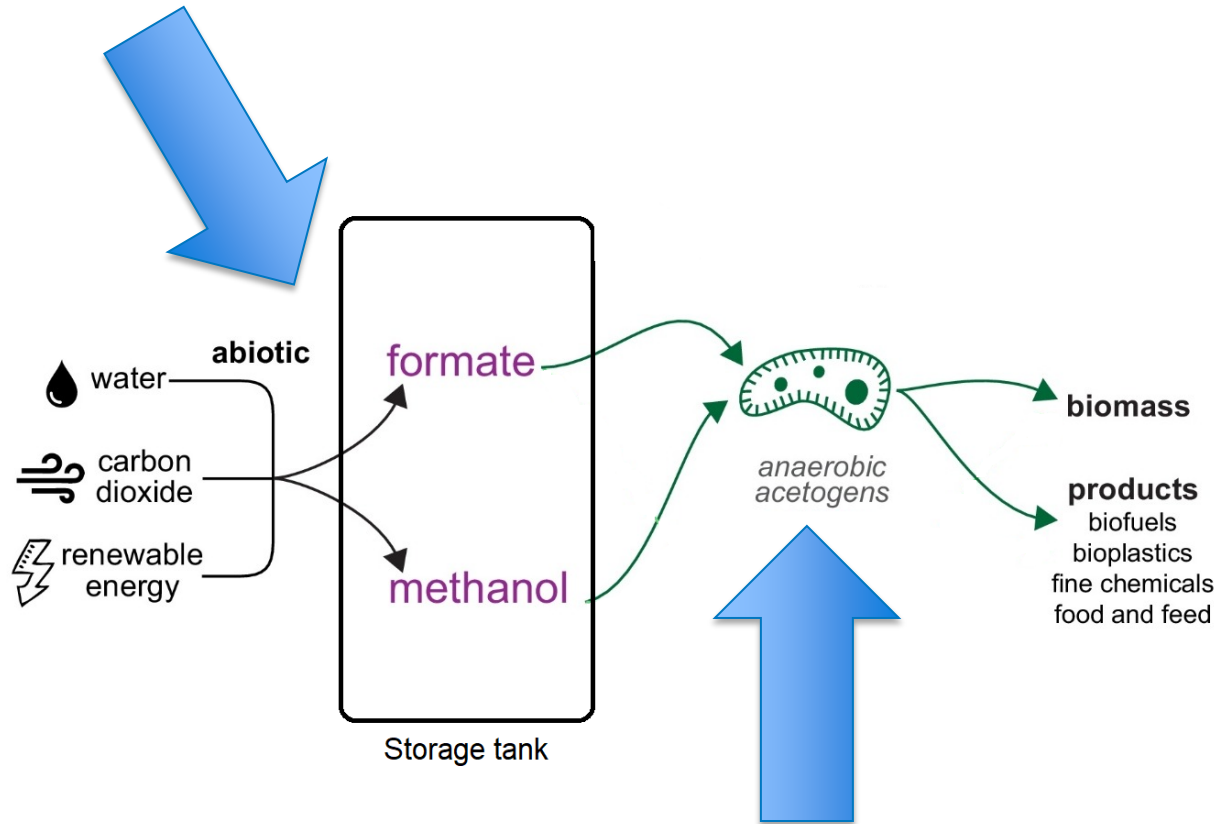 abiotic
water
carbon
dioxide
renewable
energy
formate
methanol
Storage tank
anaerobic
acetogens
biomass
products
biofuels
bioplastics
fine chemicals
food and feed